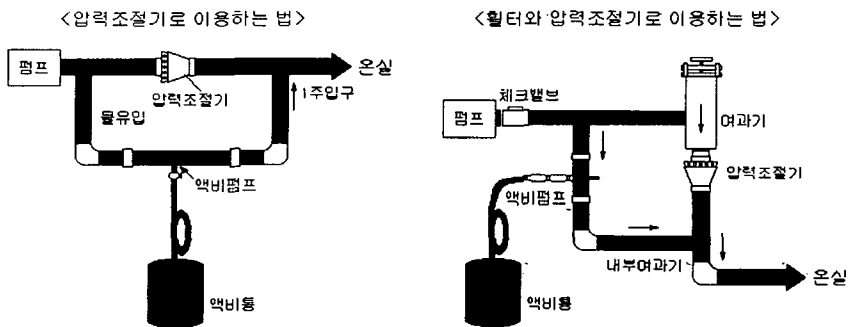 <압력조절기로 이용하는 법>
펌프
온실
압력조절기
1주입구
물유입
액비펌프
액비통
<휠터와 압력조절기로 이용하는 법>
체크밸브
펌프
여과기
압력조절기
액비펌프
내부여과기
온실
액비통